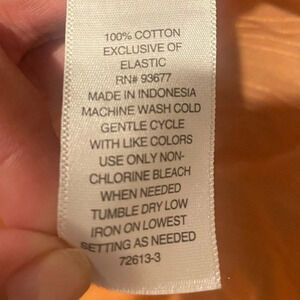 100% COTTON
EXCLUSIVE OF
ELASTIC
RN# 93677
MADE IN INDONESIA
MACHINE WASH COLD
GENTLE CYCLE
WITH LIKE COLORS
USE ONLY NON-
CHLORINE BLEACH
WHEN NEEDED
TUMBLE DRY LOW
IRON ON LOWEST
SETTING AS NEEDED
72613-3